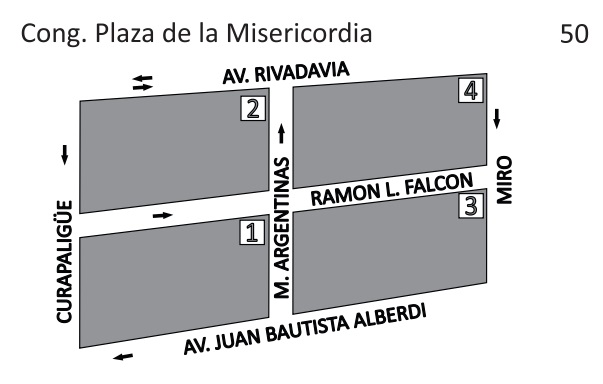 Cong. Plaza de la Misericordia 50
AV. RIVADAVIA
2
4
M. ARGENTINAS
RAMON L. FALCON
MIRO
CURAPALIGÜE
1
3
AV. JUAN BAUTISTA ALBERDI